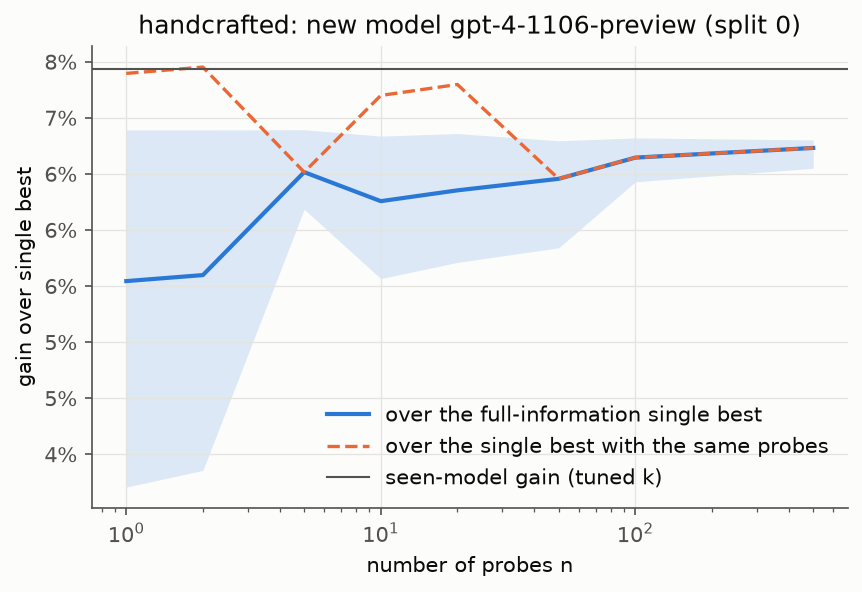 handcrafted: new model gpt-4-1106-preview (split 0)
8%
7%
6%
6%
6%
5%
5%
4%
gain over single best
over the full-information single best
over the single best with the same probes
seen-model gain (tuned k)
10⁰
10¹
10²
number of probes n